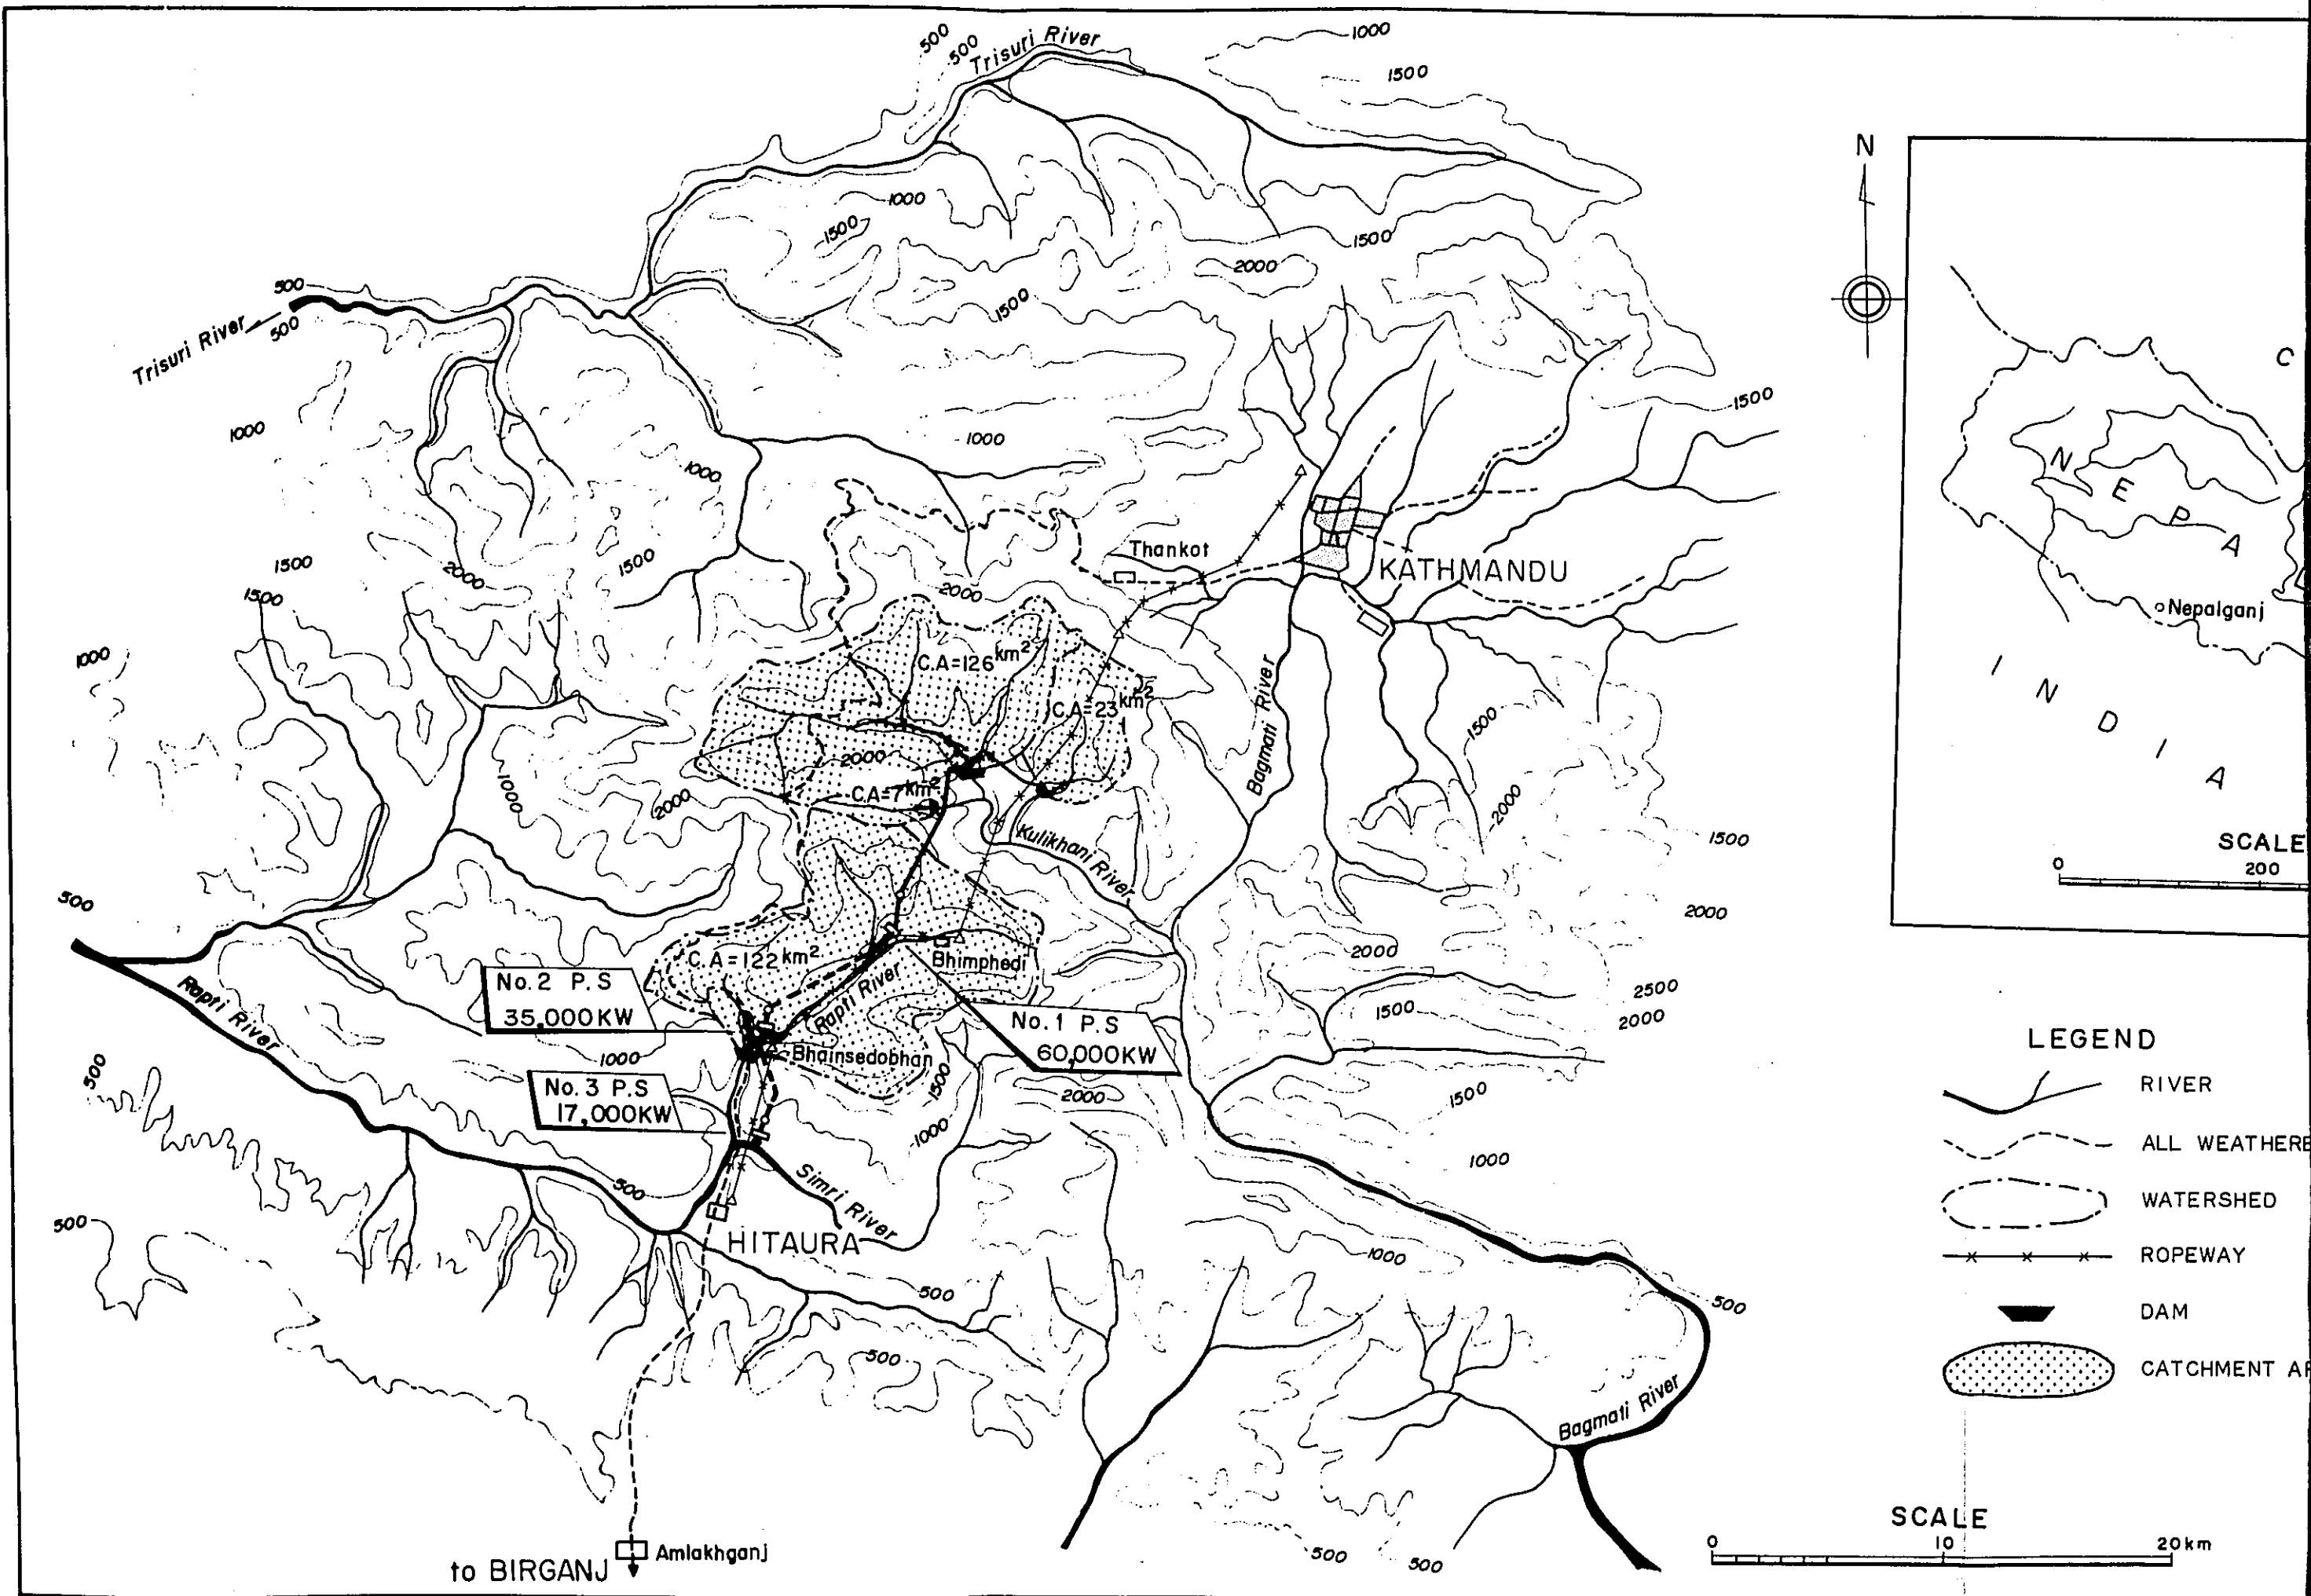 500
500
Trisuri River
1000
1500
N
1000
1500
1500
2000
500
500
1500
Trisuri River
C
1500
1000
1000
1000
N
E
P
A
Thankot
1500
1500
2000
KATHMANDU
2000
1500
Nepalganj
1000
C.A=126km²
C.A=23km²
Bagmati River
I
N
D
I
A
1500
2000
C.A=7km²
1000
2000
2000
Kulikhani River
1500
SCALE
0
200
500
2000
2000
C.A=122km²
Bhimphedi
No.2 P.S
35,000KW
Rapti River
Rapti River
2500
1500
2000
No.1 P.S
60,000KW
1000
Bhainsedobhan
LEGEND
500
No.3 P.S
17,000KW
1500
2000
1500
RIVER
1000
1000
ALL WEATHERE
500
Simri River
WATERSHED
500
HITAURA
1000
ROPEWAY
500
500
DAM
500
CATCHMENT AR
Bagmati River
SCALE
0
10
20km
500
500
to BIRGANJ
Amlakhganj